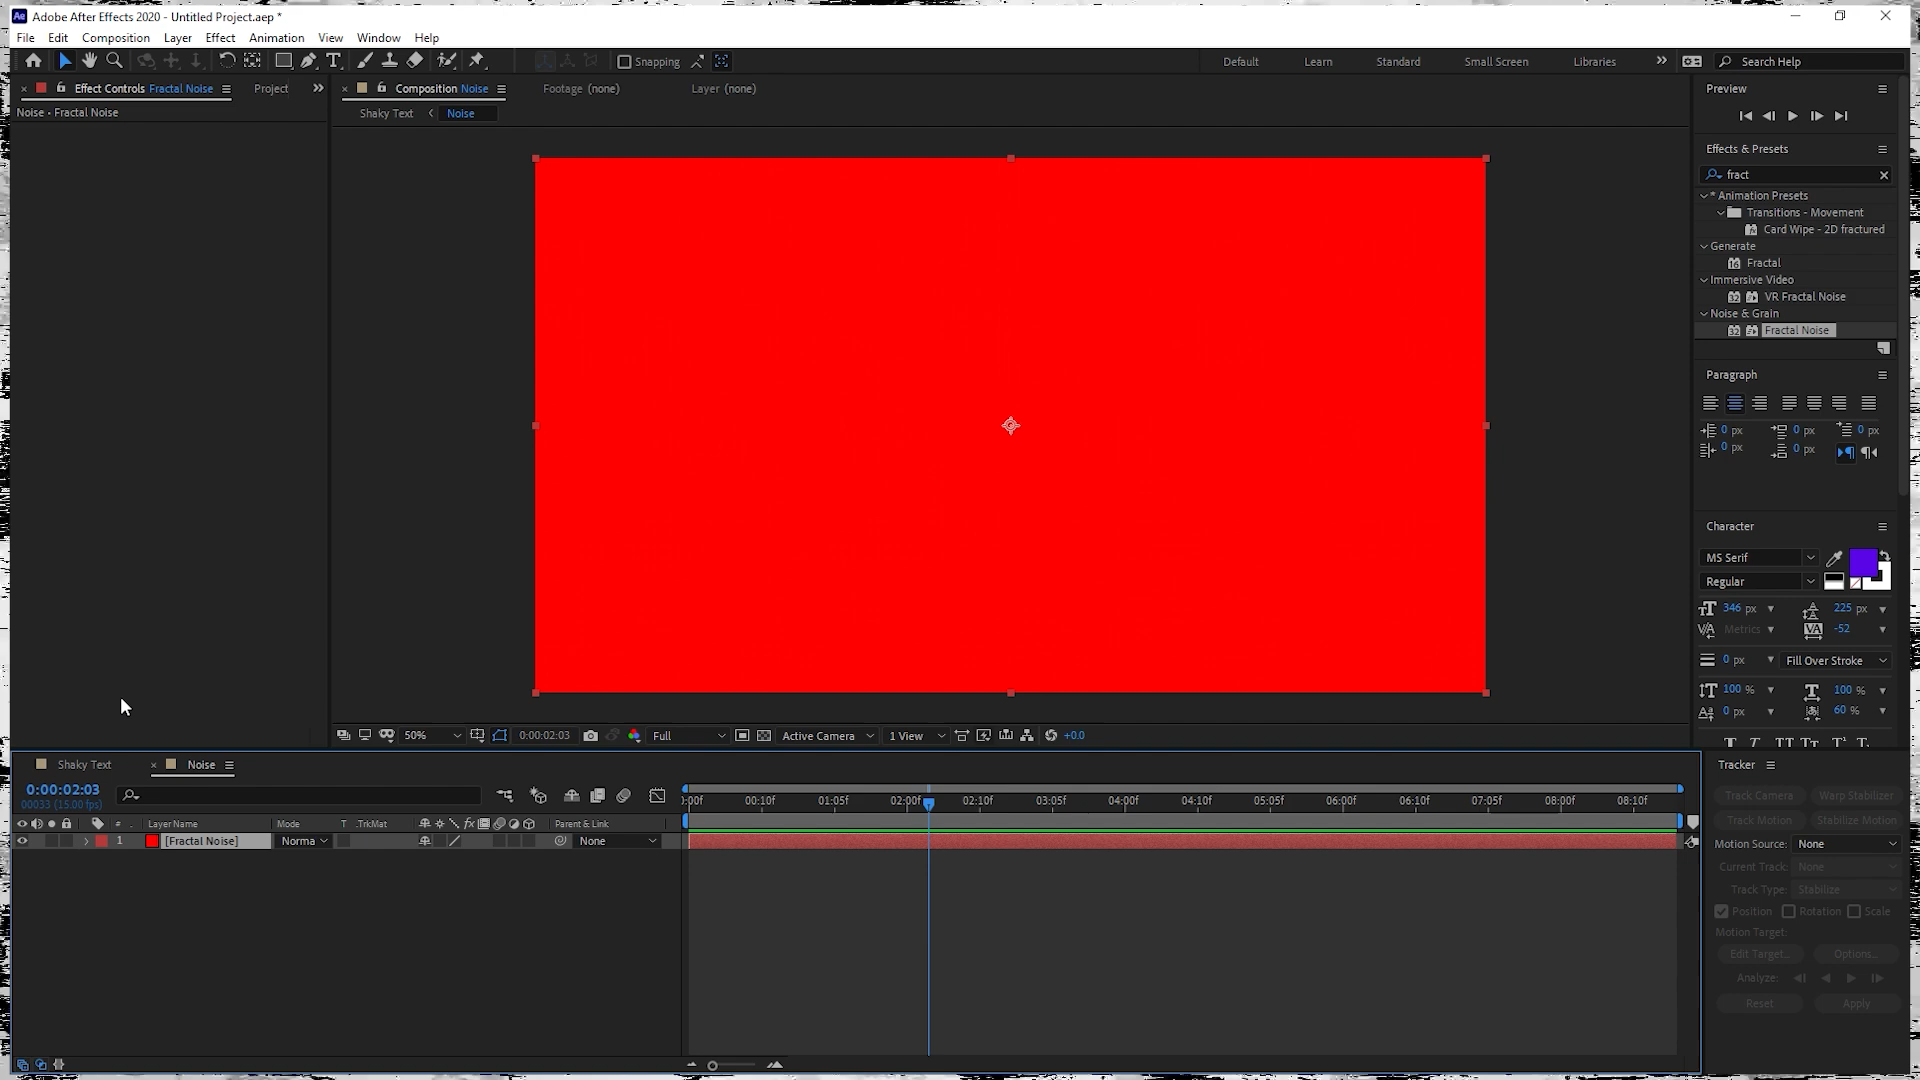 Adobe After Effects 2020 - Untitled Project.aep *
File Edit Composition Layer Effect Animation View Window Help
Snapping
Default Learn Standard Small Screen Libraries
Search Help
Effect Controls Fractal Noise Project
Noise • Fractal Noise
Composition Noise Footage (none) Layer (none)
Shaky Text Noise
Preview
Effects & Presets
fract
* Animation Presets
Transitions - Movement
Card Wipe - 2D fractured
Generate
Fractal
Immersive Video
VR Fractal Noise
Noise & Grain
Fractal Noise
Paragraph
0 px 0 px 0 px
0 px 0 px
Character
MS Serif
Regular
346 px 225 px
Metrics -52
0 px Fill Over Stroke
100 % 100 %
0 px 60 %
50% 0:00:02:03 Full Active Camera 1 View +0.0
Shaky Text Noise
0:00:02:03
00033 (15.00 fps)
# Layer Name Mode T .TrkMat Parent & Link
1 [Fractal Noise] Norma None
):00f 00:10f 01:05f 02:00f 02:10f 03:05f 04:00f 04:10f 05:05f 06:00f 06:10f 07:05f 08:00f 08:10f
Tracker
Track Camera Warp Stabilizer
Track Motion Stabilize Motion
Motion Source: None
Current Track: None
Track Type: Stabilize
Position Rotation Scale
Motion Target:
Edit Target... Options...
Analyze:
Reset Apply